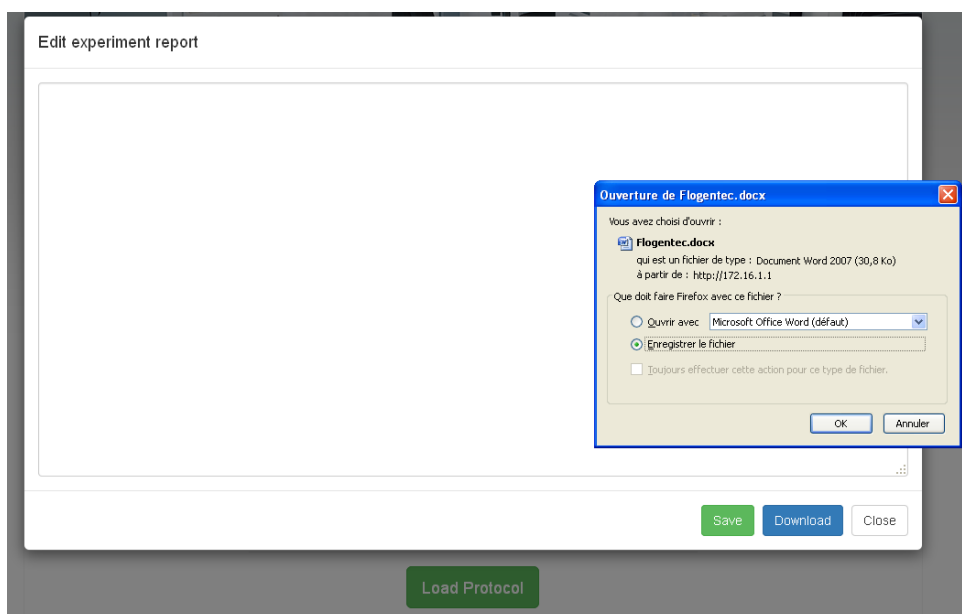 Edit experiment report
Ouverture de Flogentec.docx
Vous avez choisi d'ouvrir :
Flogentec.docx
qui est un fichier de type : Document Word 2007 (30,8 Ko)
à partir de : http://172.16.1.1
Que doit faire Firefox avec ce fichier ?
Ouvrir avec Microsoft Office Word (défaut)
Enregistrer le fichier
Toujours effectuer cette action pour ce type de fichier.
OK Annuler
Save Download Close
Load Protocol